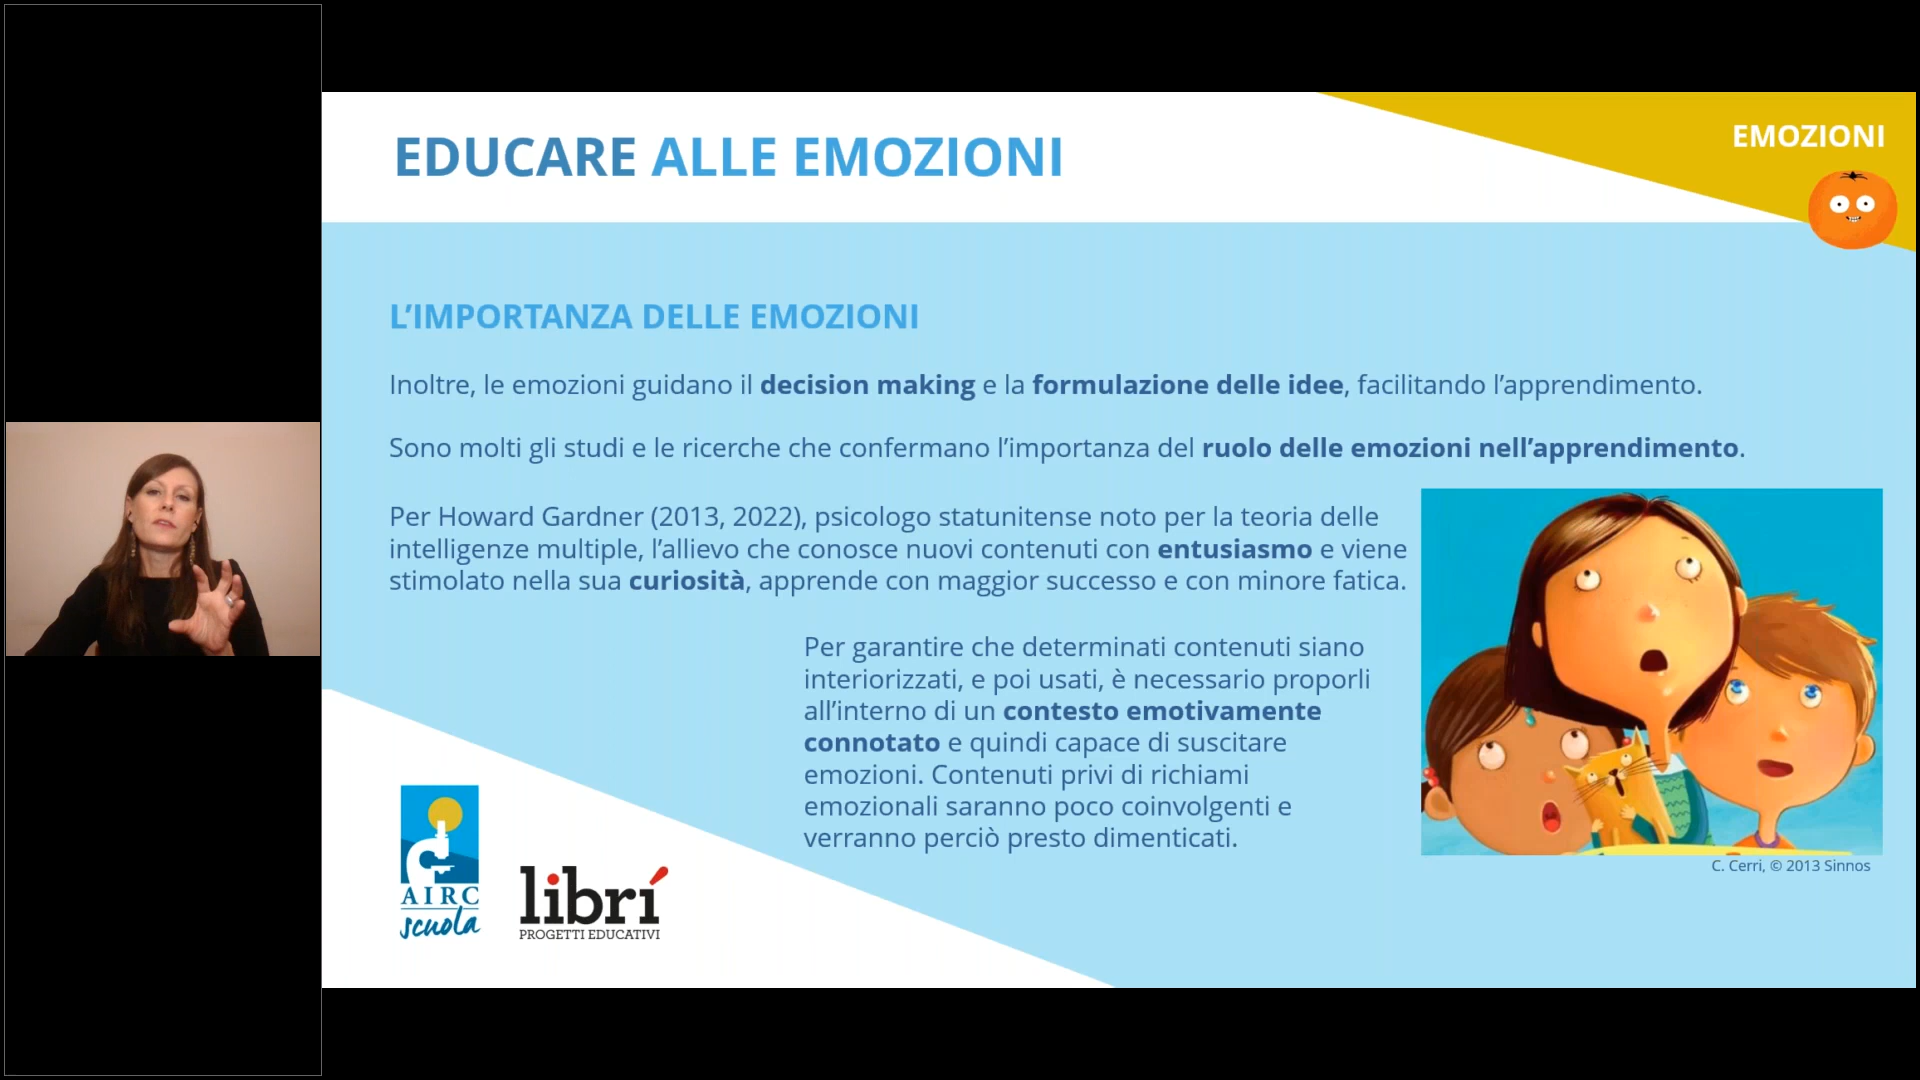 EDUCARE ALLE EMOZIONI
EMOZIONI
L’IMPORTANZA DELLE EMOZIONI
Inoltre, le emozioni guidano il decision making e la formulazione delle idee, facilitando l’apprendimento.
Sono molti gli studi e le ricerche che confermano l’importanza del ruolo delle emozioni nell’apprendimento.
Per Howard Gardner (2013, 2022), psicologo statunitense noto per la teoria delle
intelligenze multiple, l’allievo che conosce nuovi contenuti con entusiasmo e viene
stimolato nella sua curiosità, apprende con maggior successo e con minore fatica.
Per garantire che determinati contenuti siano
interiorizzati, e poi usati, è necessario proporli
all’interno di un contesto emotivamente
connotato e quindi capace di suscitare
emozioni. Contenuti privi di richiami
emozionali saranno poco coinvolgenti e
verranno perciò presto dimenticati.
C. Cerri, © 2013 Sinnos
AIRC
scuola
librí
PROGETTI EDUCATIVI